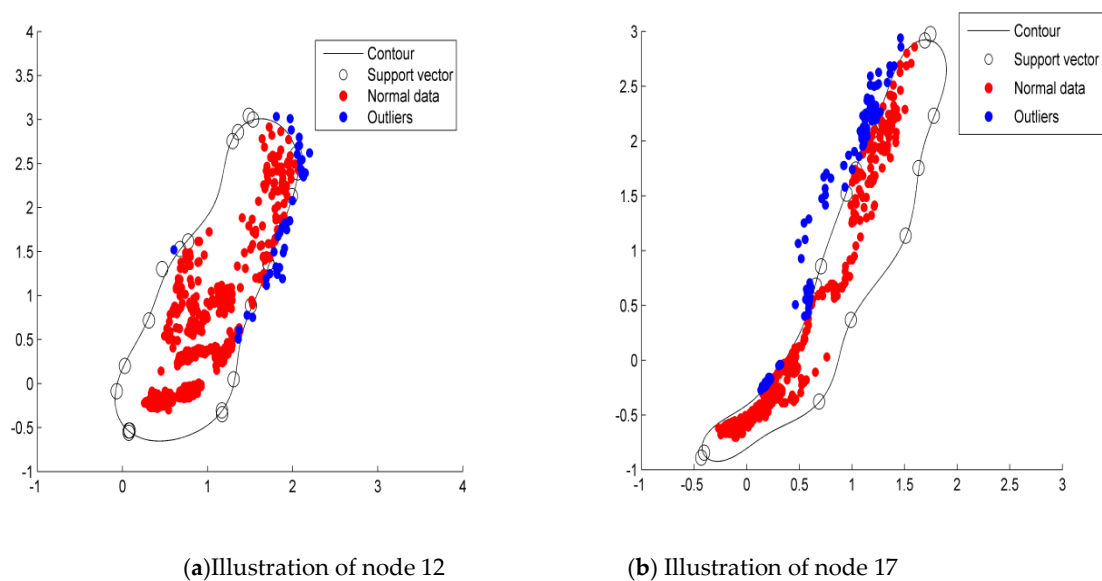 4
3.5
3
2.5
2
1.5
1
0.5
0
-0.5
-1
-1 0 1 2 3 4
Contour
Support vector
Normal data
Outliers
3
2.5
2
1.5
1
0.5
0
-0.5
-1
-1 -0.5 0 0.5 1 1.5 2 2.5 3
Contour
Support vector
Normal data
Outliers
(a)Illustration of node 12
(b) Illustration of node 17